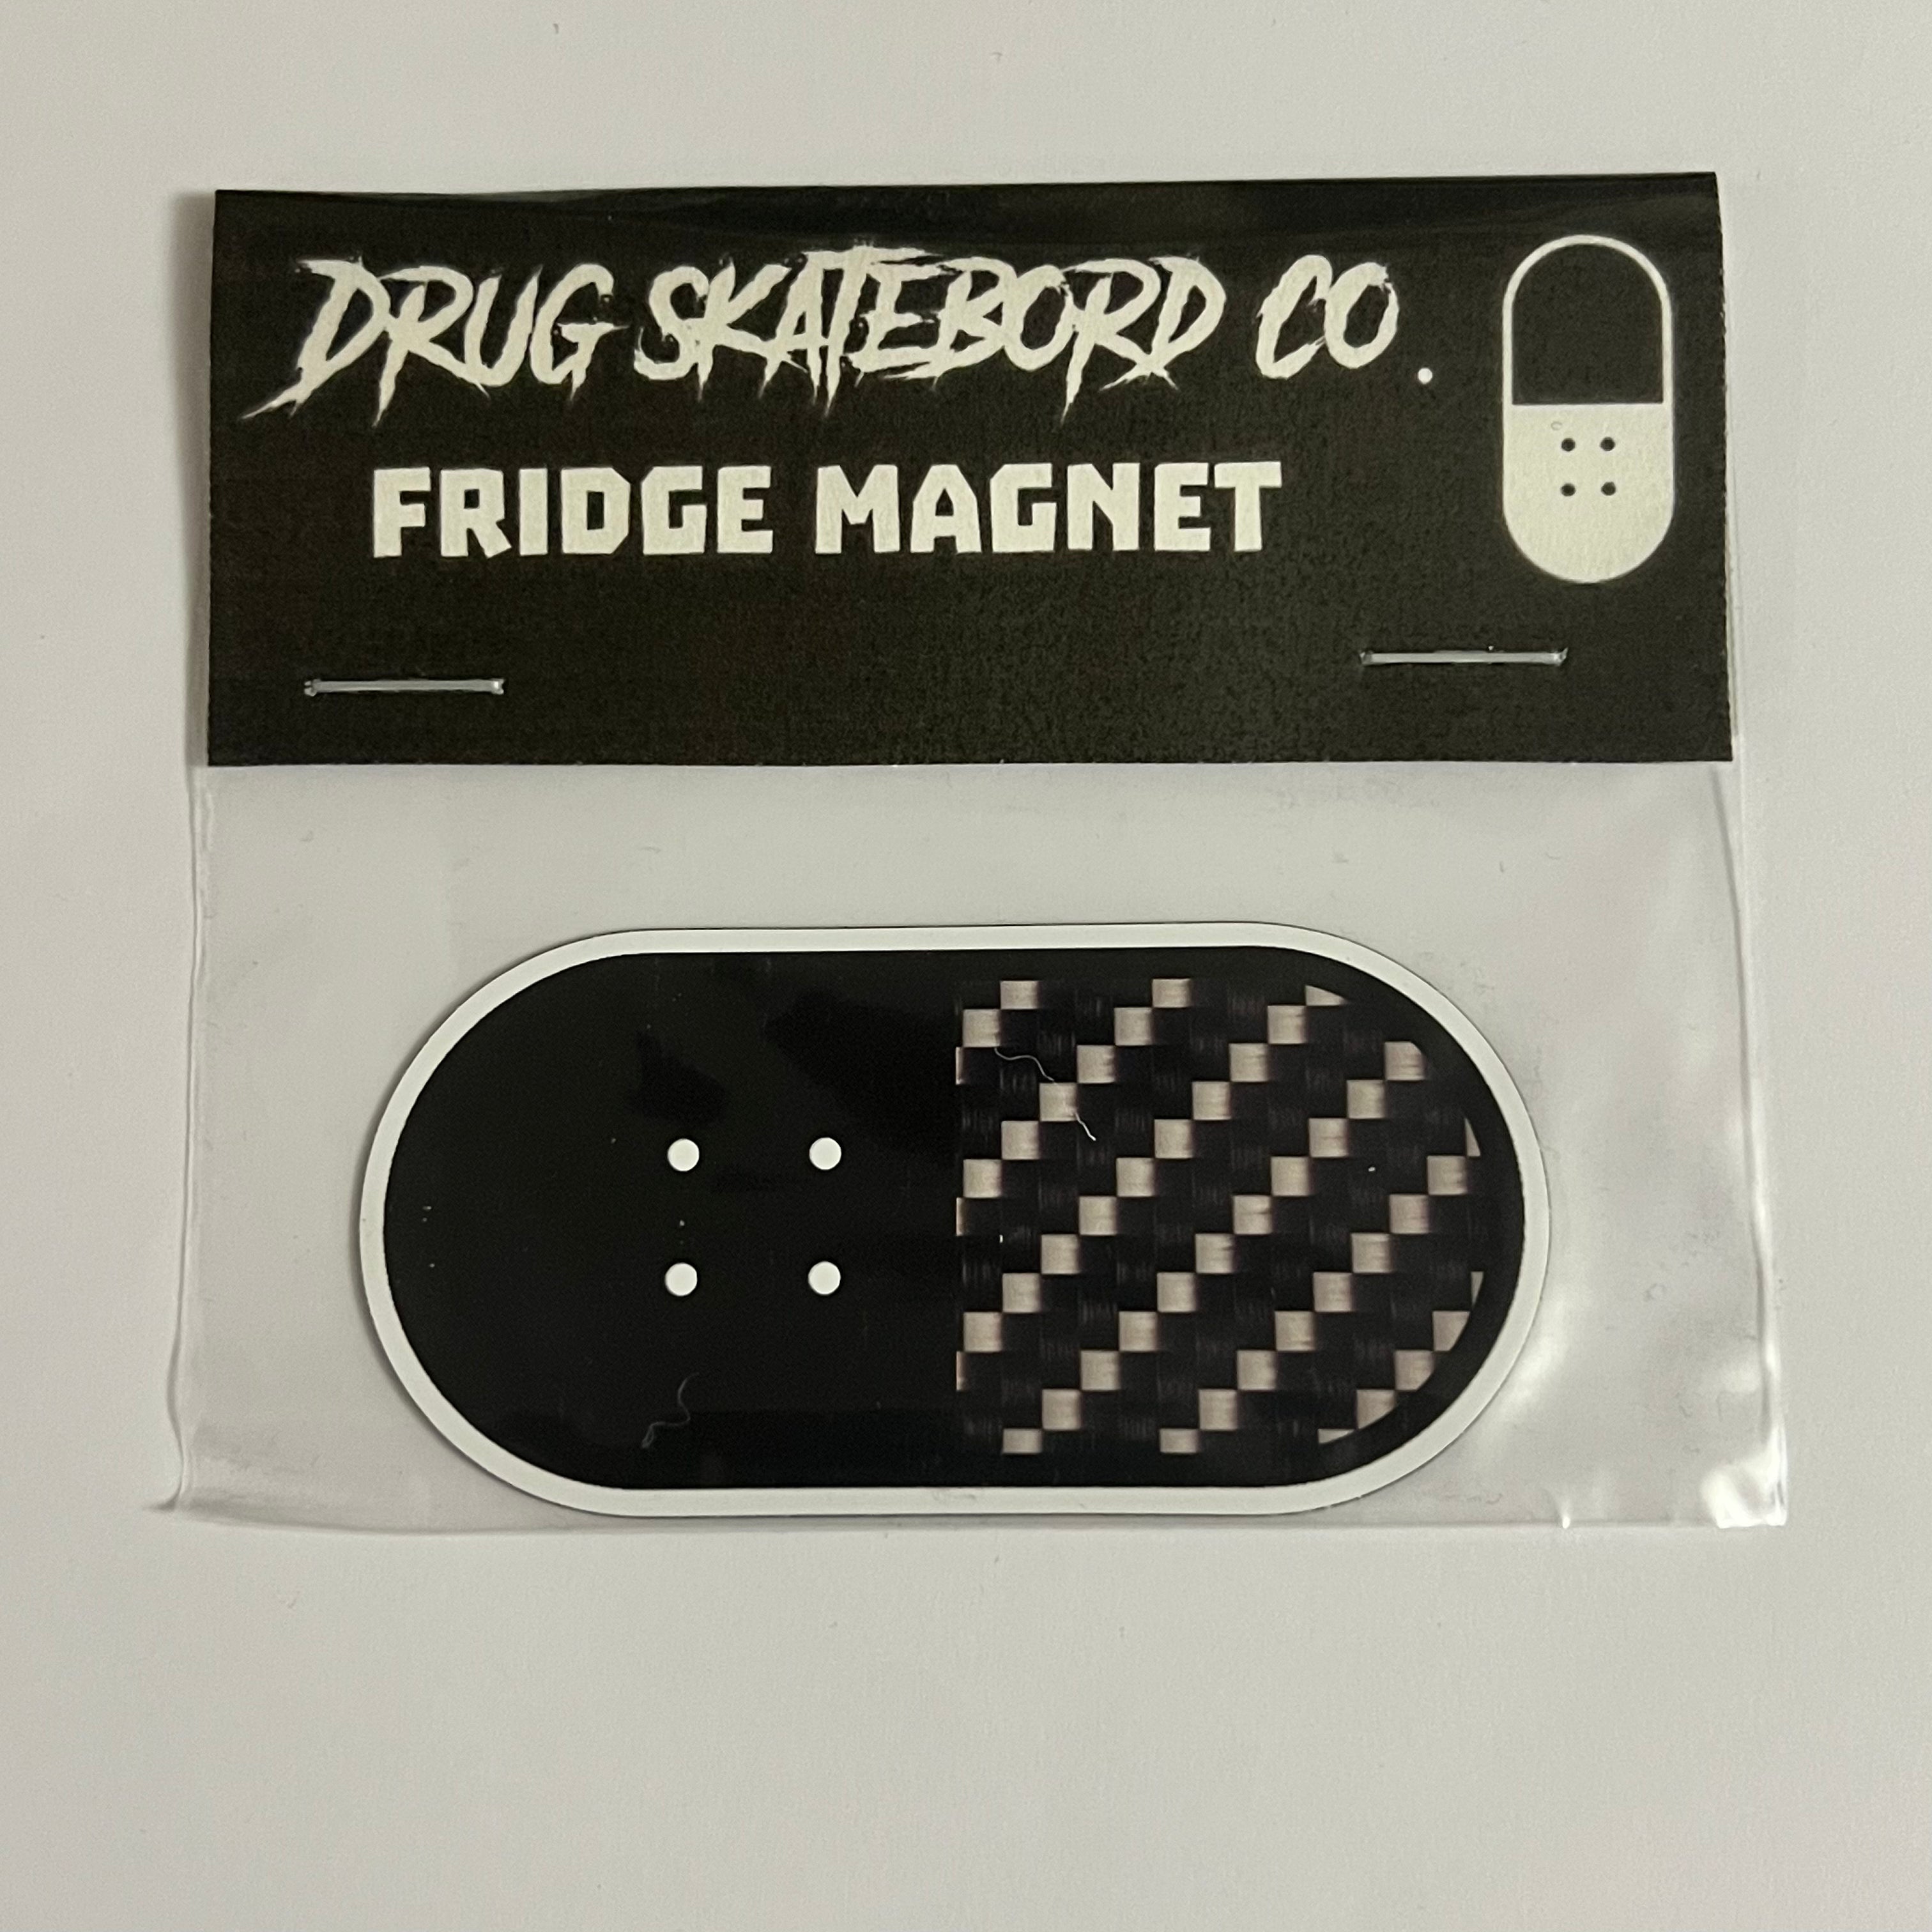 DRUG SKATEBORD CO.
FRIDGE MAGNET